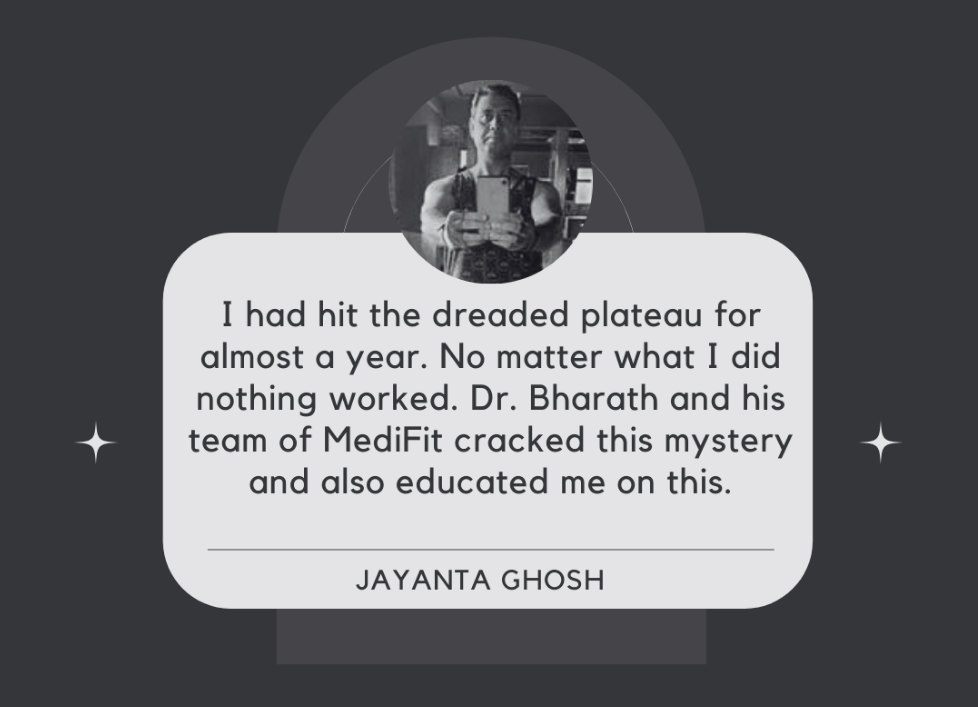 I had hit the dreaded plateau for
almost a year. No matter what I did
nothing worked. Dr. Bharath and his
team of MediFit cracked this mystery
and also educated me on this.
JAYANTA GHOSH